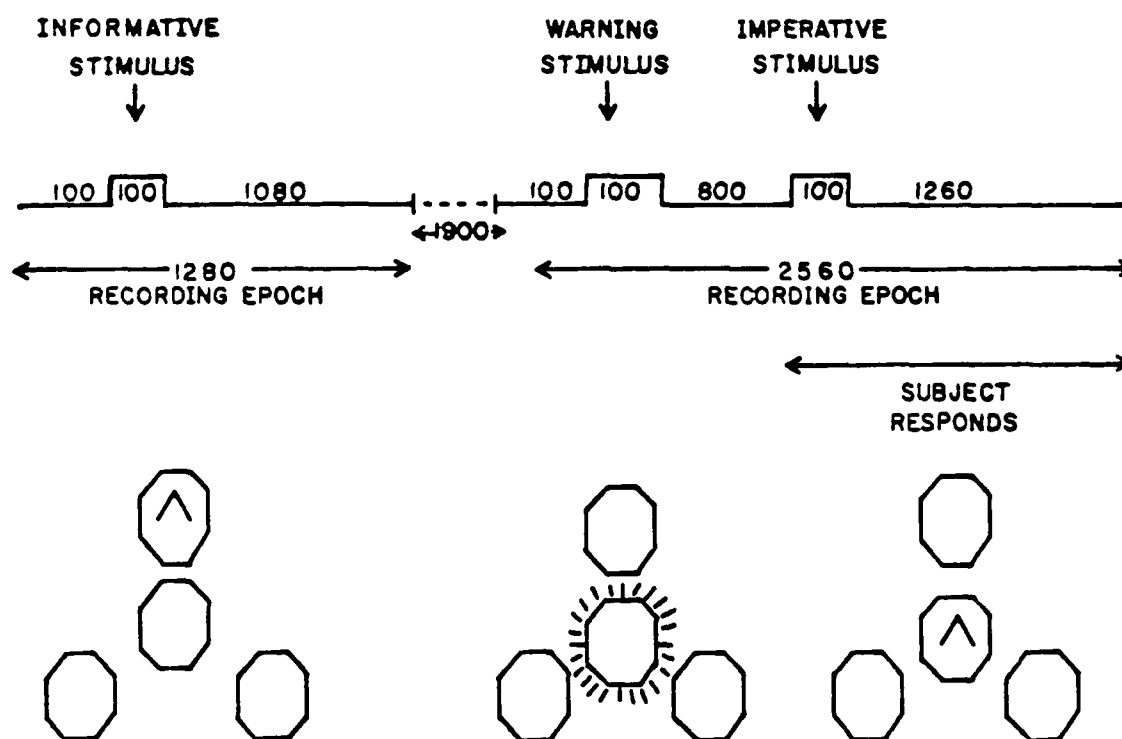 INFORMATIVE
STIMULUS
WARNING
STIMULUS
IMPERATIVE
STIMULUS
100 100 1080 100 100 800 100 1260
1900
1280
RECORDING EPOCH
2560
RECORDING EPOCH
SUBJECT
RESPONDS